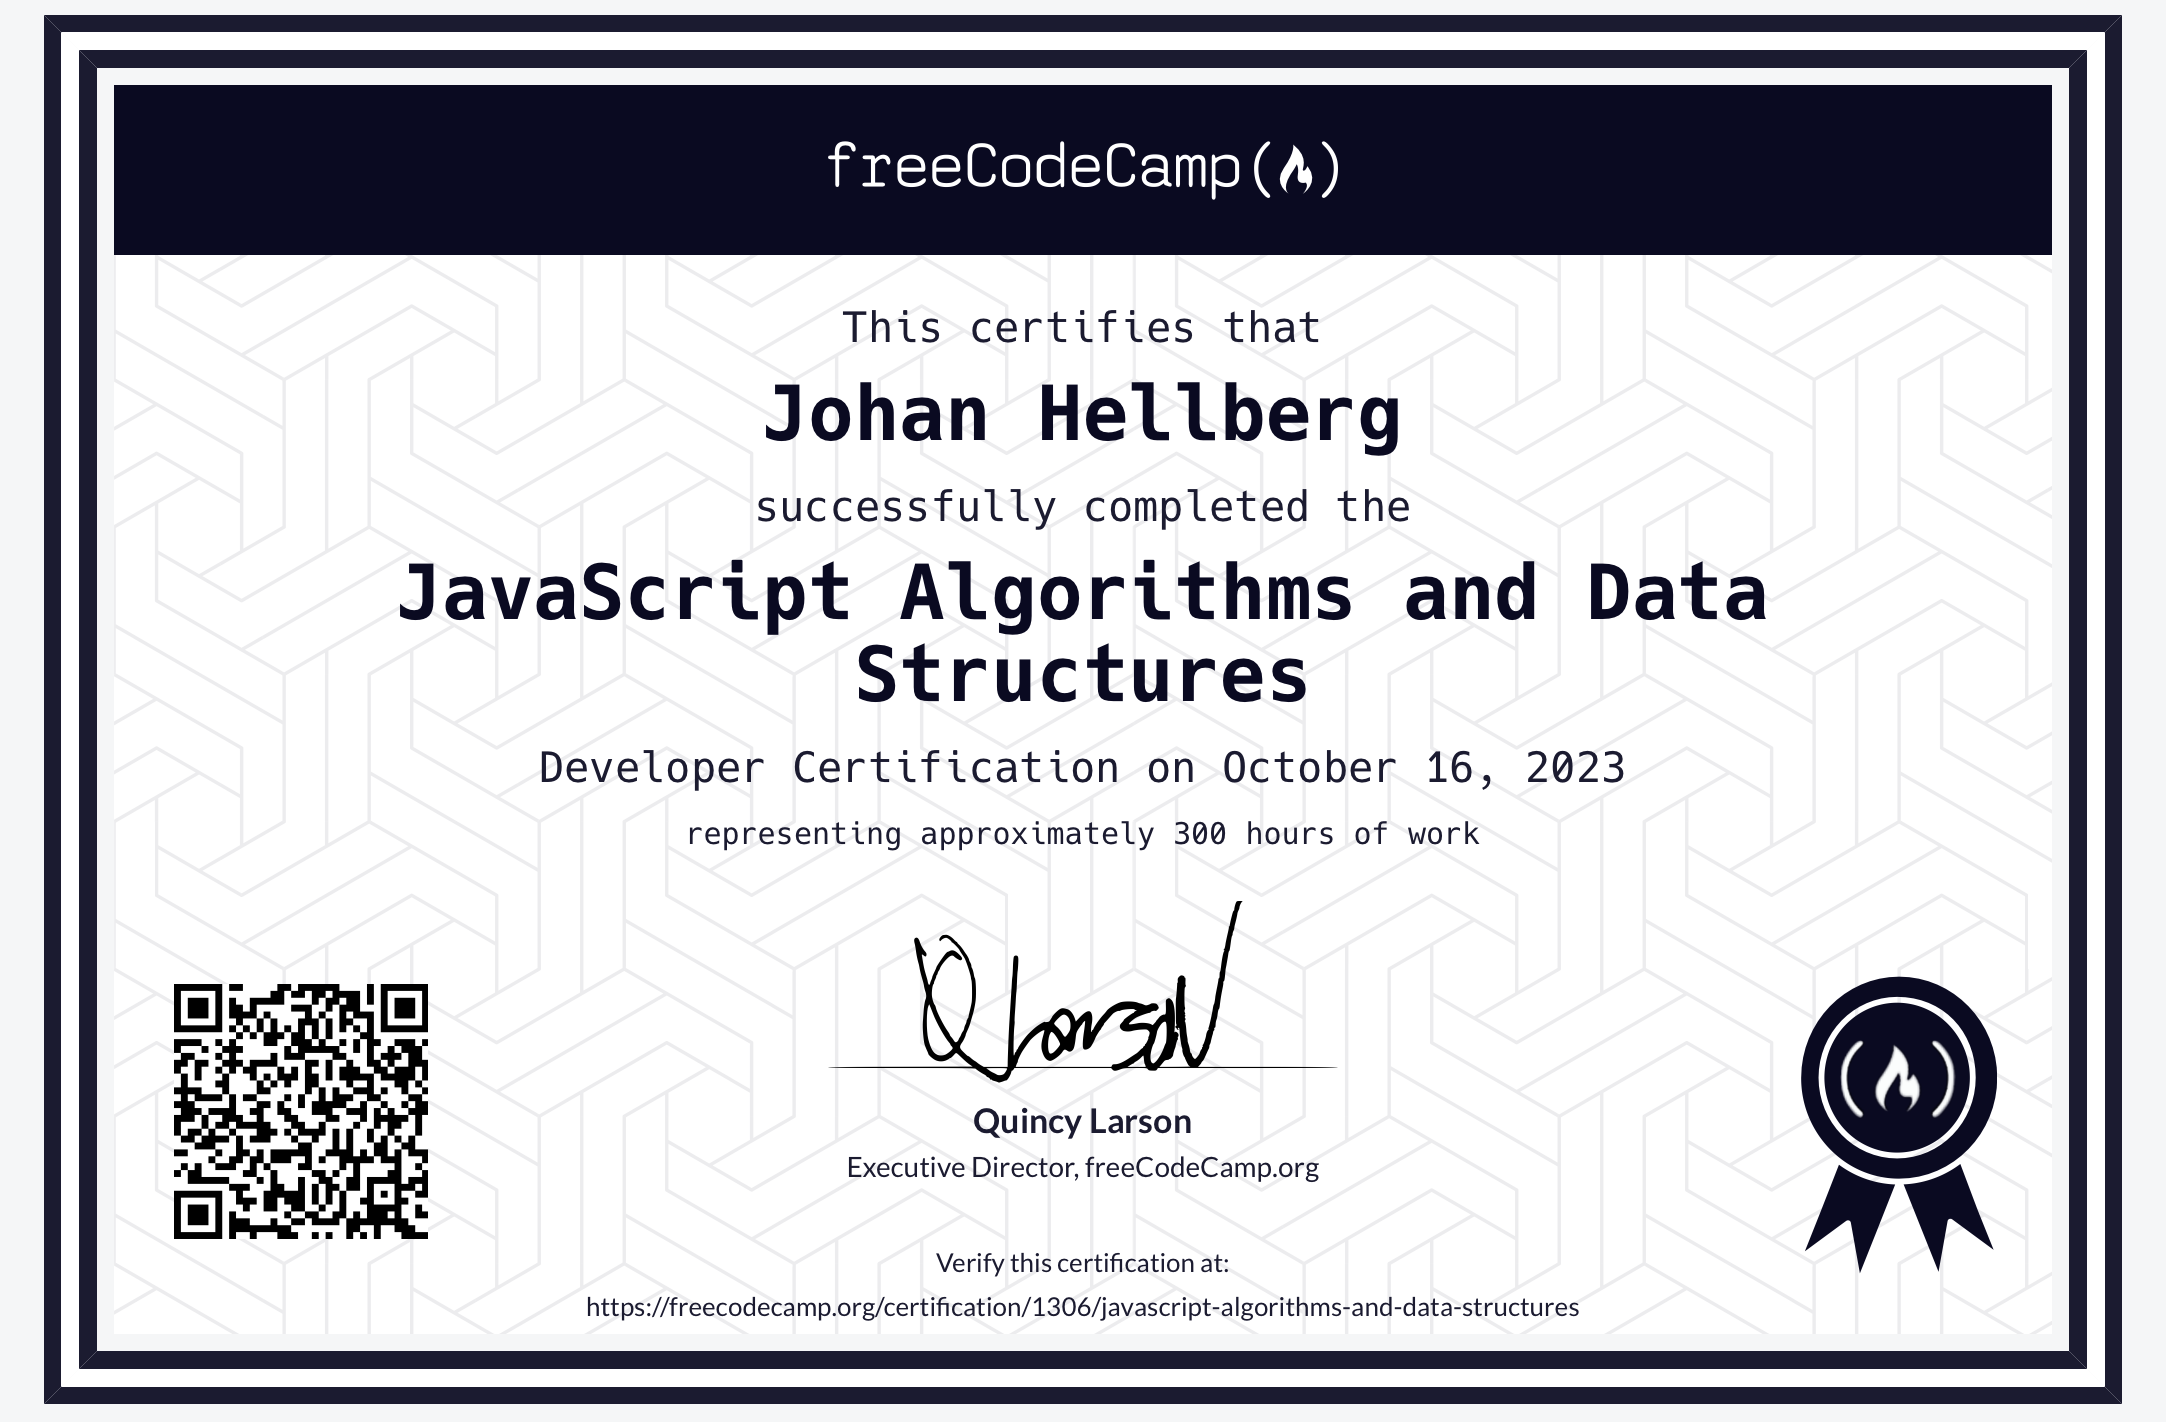 freeCodeCamp
This certifies that
Johan Hellberg
successfully completed the
JavaScript Algorithms and Data
Structures
Developer Certification on October 16, 2023
representing approximately 300 hours of work
Quincy Larson
Executive Director, freeCodeCamp.org
Verify this certification at:
https://freecodecamp.org/certification/1306/javascript-algorithms-and-data-structures